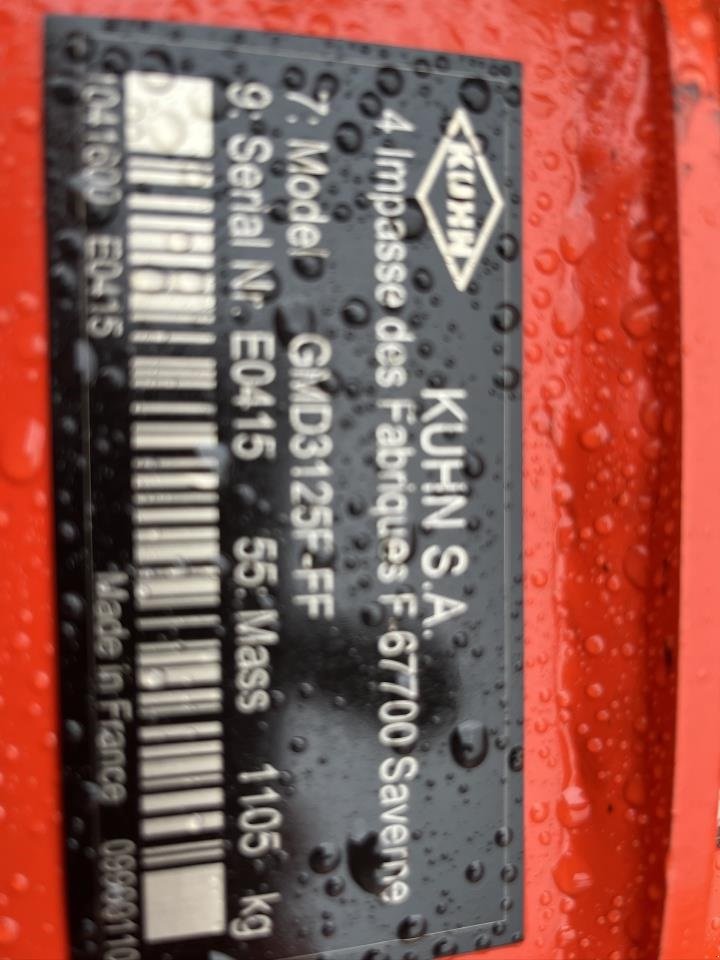 KUHN
KUHN S.A.
4 Impasse des Fabriques F-67700 Saverne
7: Model GMD3125F-FF
9: Serial Nr. E0415 55: Mass 1105 kg
1041600 E0415 Made in France